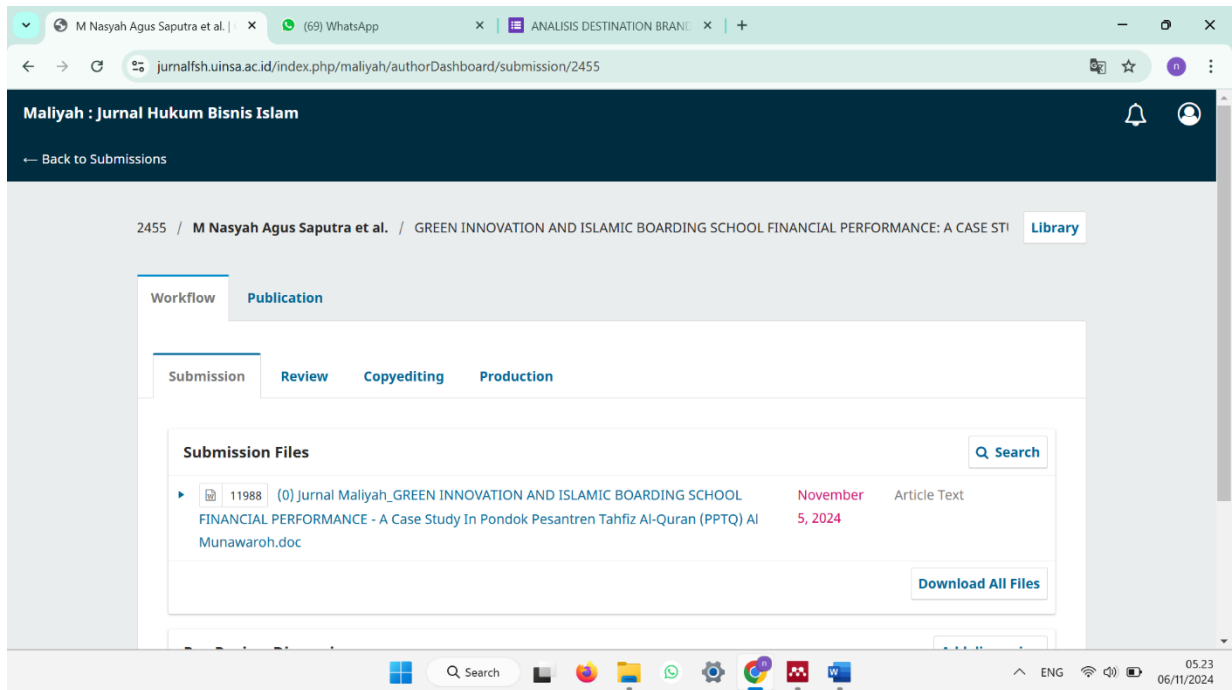 M Nasyah Agus Saputra et al. |
(69) WhatsApp
ANALISIS DESTINATION BRAND
jurnalfsh.uinsa.ac.id/index.php/maliyah/authorDashboard/submission/2455
n
Maliyah : Jurnal Hukum Bisnis Islam
← Back to Submissions
2455 / M Nasyah Agus Saputra et al. / GREEN INNOVATION AND ISLAMIC BOARDING SCHOOL FINANCIAL PERFORMANCE: A CASE STU
Library
Workflow
Publication
Submission
Review
Copyediting
Production
Submission Files
Search
11988 (0) Jurnal Maliyah_GREEN INNOVATION AND ISLAMIC BOARDING SCHOOL
FINANCIAL PERFORMANCE - A Case Study In Pondok Pesantren Tahfiz Al-Quran (PPTQ) Al
Munawaroh.doc
November
5, 2024
Article Text
Download All Files
Search
ENG
05.23
06/11/2024